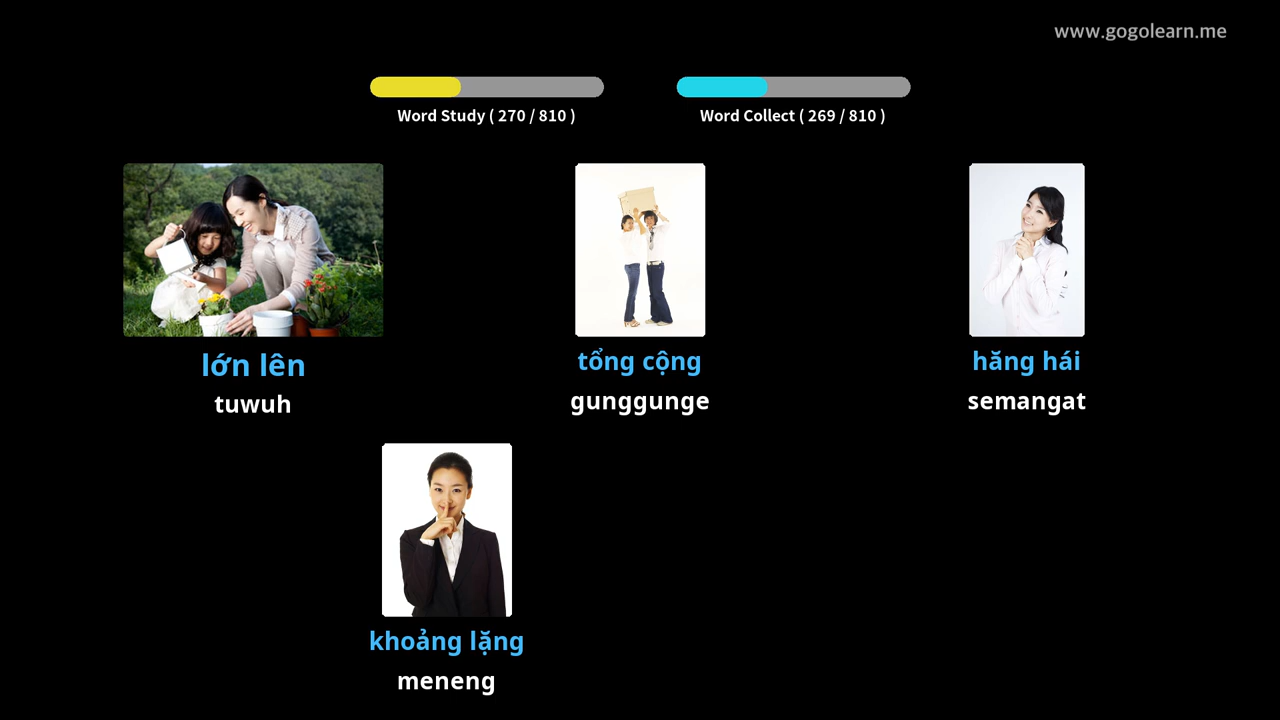 www.gogolearn.me
Word Study ( 270 / 810 )
Word Collect ( 269 / 810 )
lớn lên
tuwuh
tổng cộng
gunggunge
hăng hái
semangat
khoảng lặng
meneng